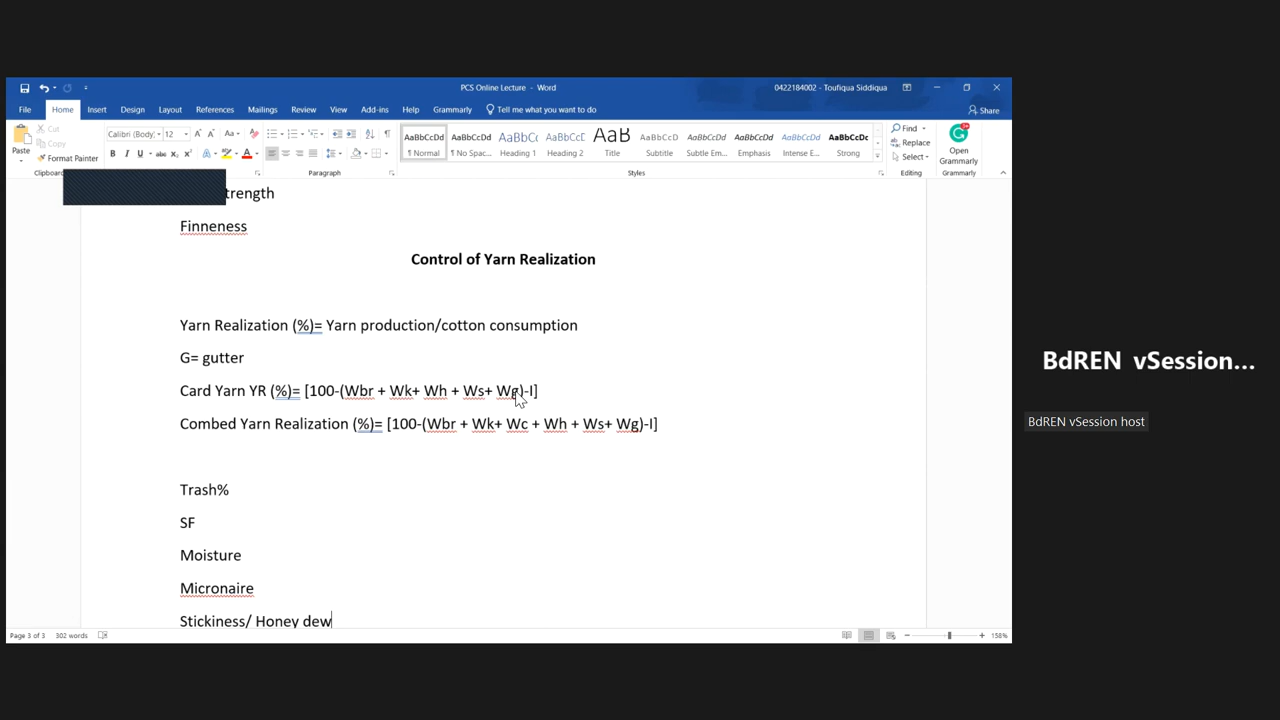 PCS Online Lecture - Word
0422184002 - Toufiqua Siddiqua
File Home Insert Design Layout References Mailings Review View Add-ins Help Grammarly Tell me what you want to do
Share
Paste
Cut
Copy
Format Painter
Calibri (Body) 12
AaBbCcDd AaBbCcDd AaBbCc AaBbCcC AaB AaBbCcD AaBbCcDd AaBbCcDd AaBbCcDd AaBbCcDc
¶ Normal ¶ No Spac... Heading 1 Heading 2 Title Subtitle Subtle Em... Emphasis Intense E... Strong
Find
Replace
Select
Open Grammarly
Clipboard Paragraph Styles Editing Grammarly
trength
Finneness
Control of Yarn Realization
Yarn Realization (%)= Yarn production/cotton consumption
G= gutter
Card Yarn YR (%)= [100-(Wbr + Wk+ Wh + Ws+ Wg)-I]
Combed Yarn Realization (%)= [100-(Wbr + Wk+ Wc + Wh + Ws+ Wg)-I]
Trash%
SF
Moisture
Micronaire
Stickiness/ Honey dew
Page 3 of 3 302 words
158%
BdREN vSession...
BdREN vSession host